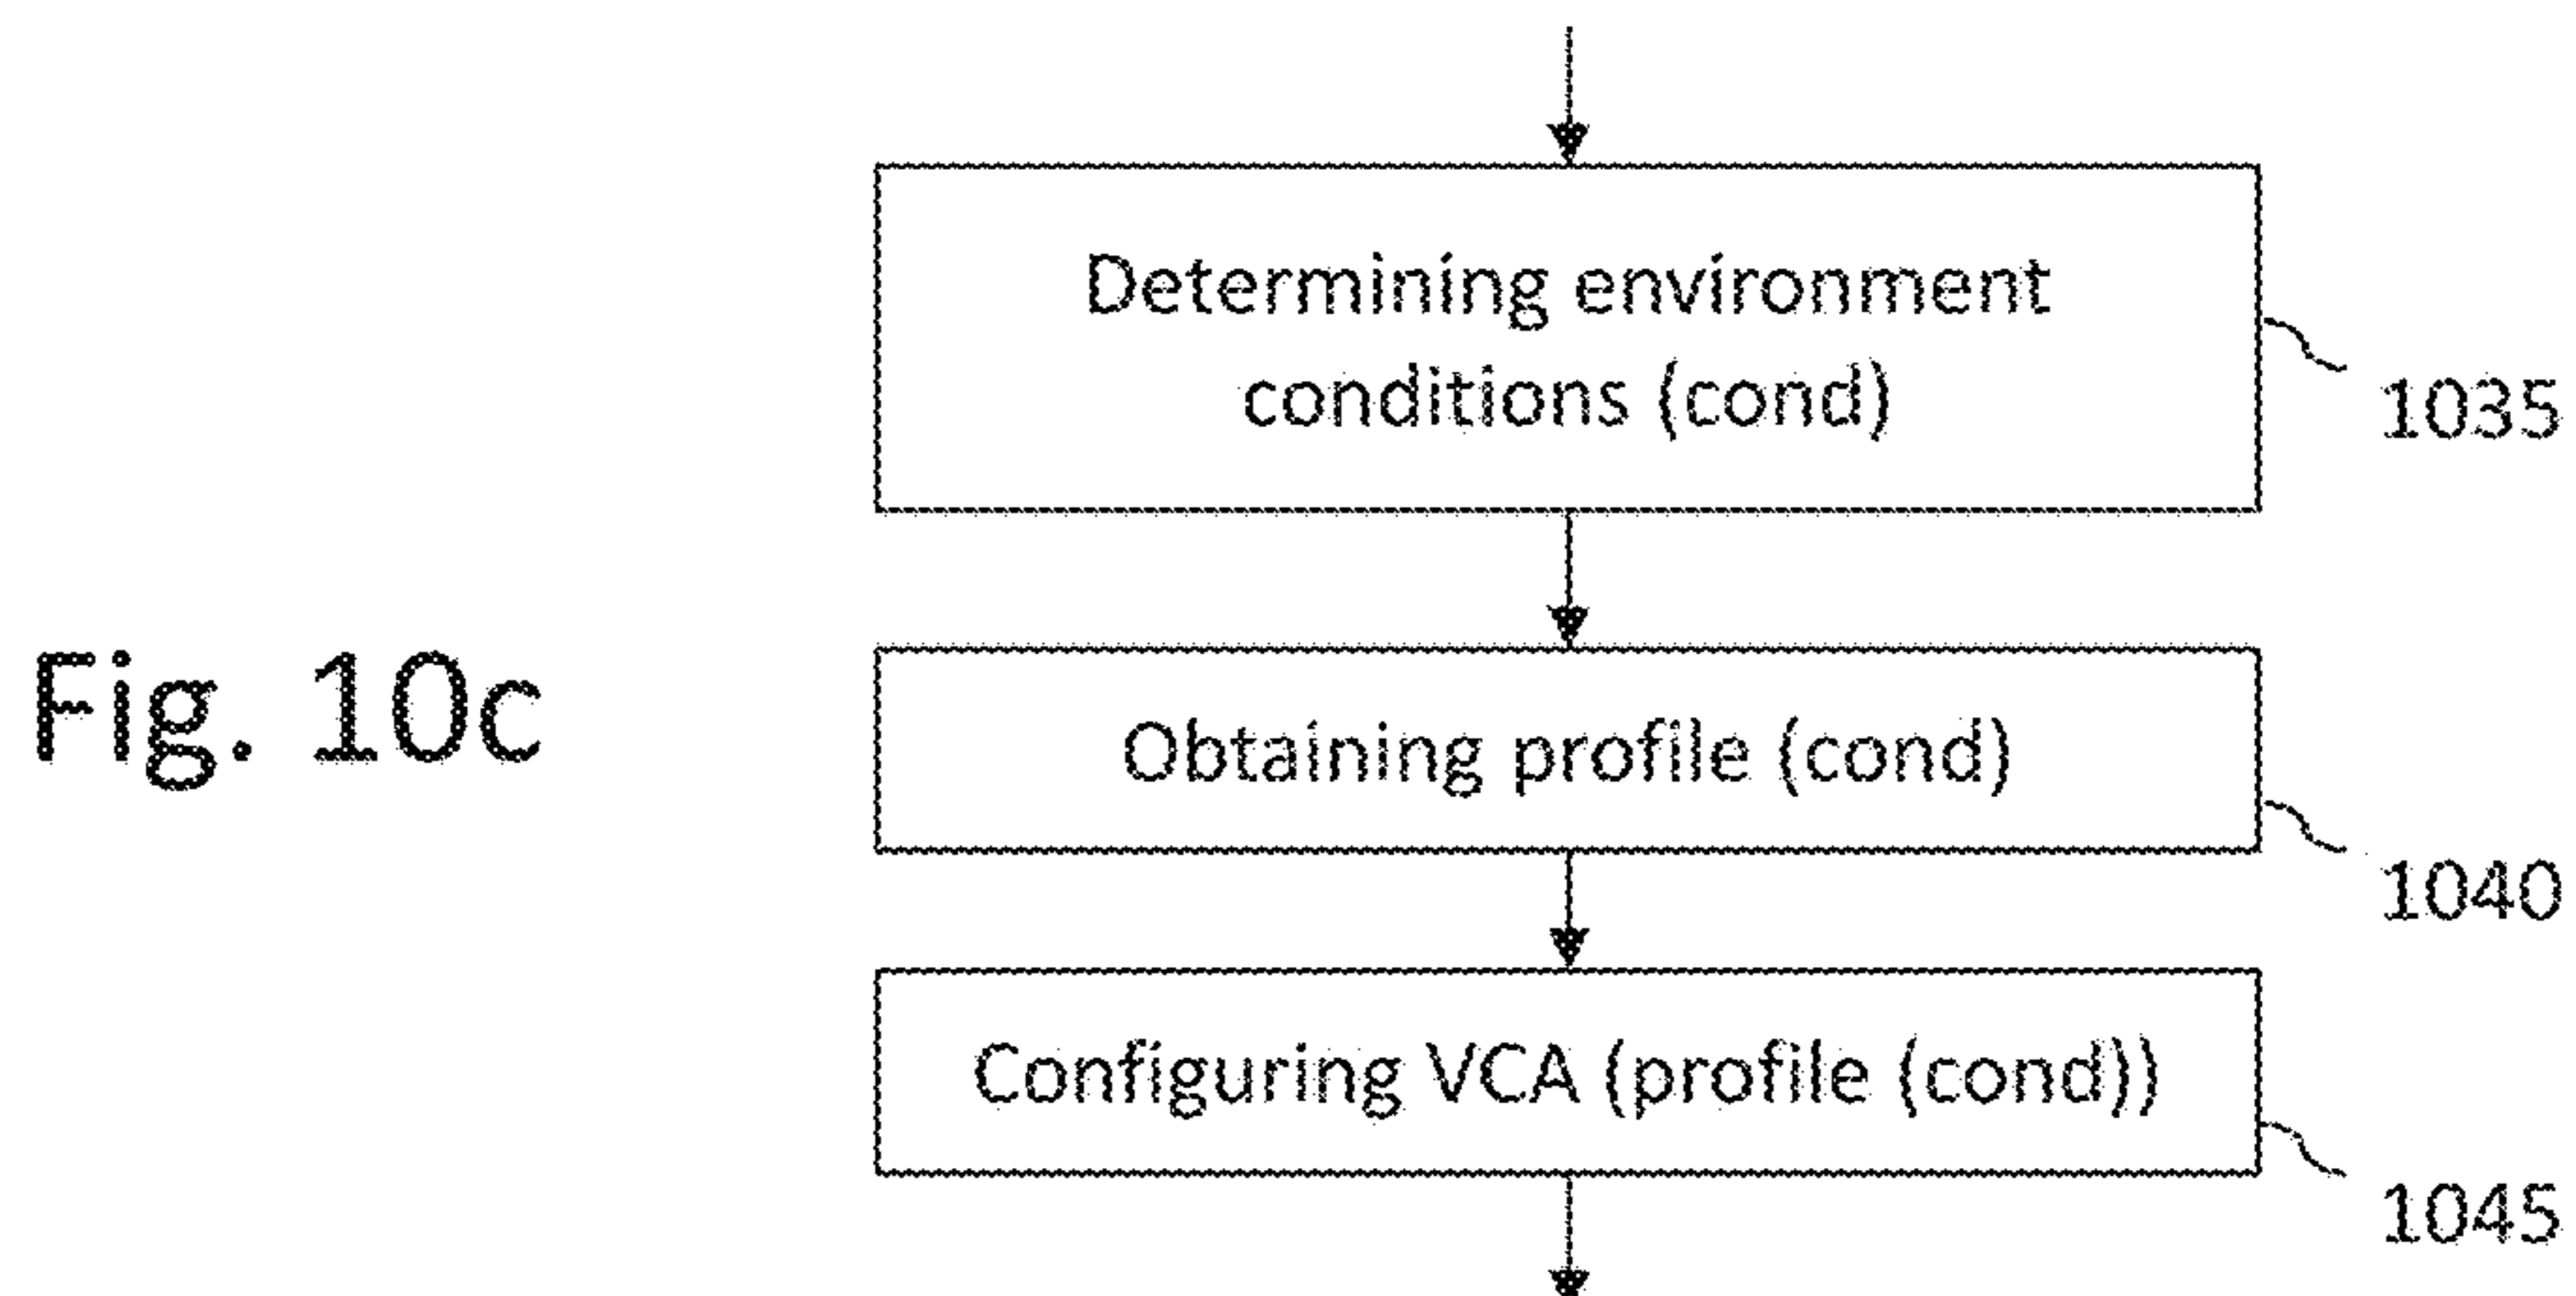 Determining environment
conditions (cond)
1035
Fig. 10c
Obtaining profile (cond)
1040
Configuring VCA (profile (cond))
1045